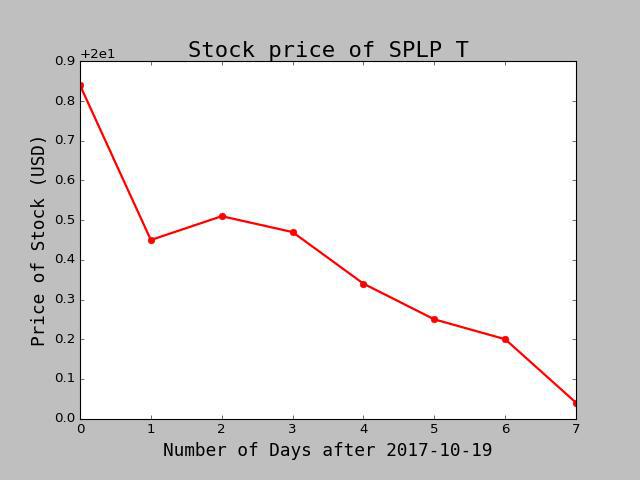 Stock price of SPLP T
+2e1
0.9
0.8
0.7
0.6
0.5
0.4
0.3
0.2
0.1
0.0
Price of Stock (USD)
0 1 2 3 4 5 6 7
Number of Days after 2017-10-19